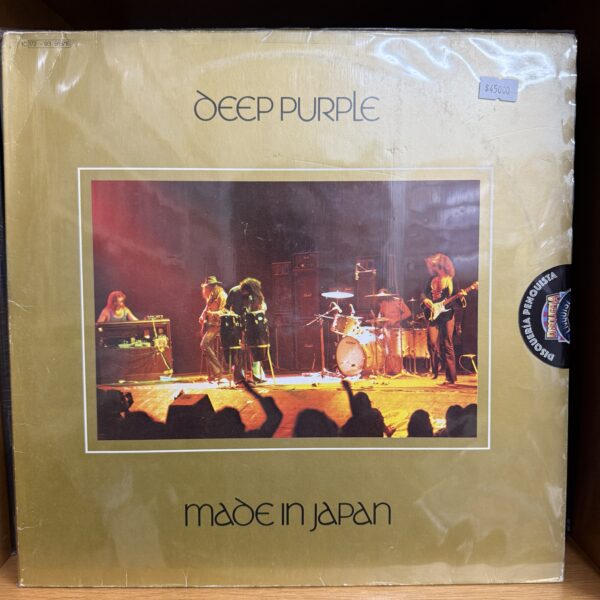 DEEP PURPLE
$45000
DISQUERIA PENQUISTA
MADE IN JAPAN